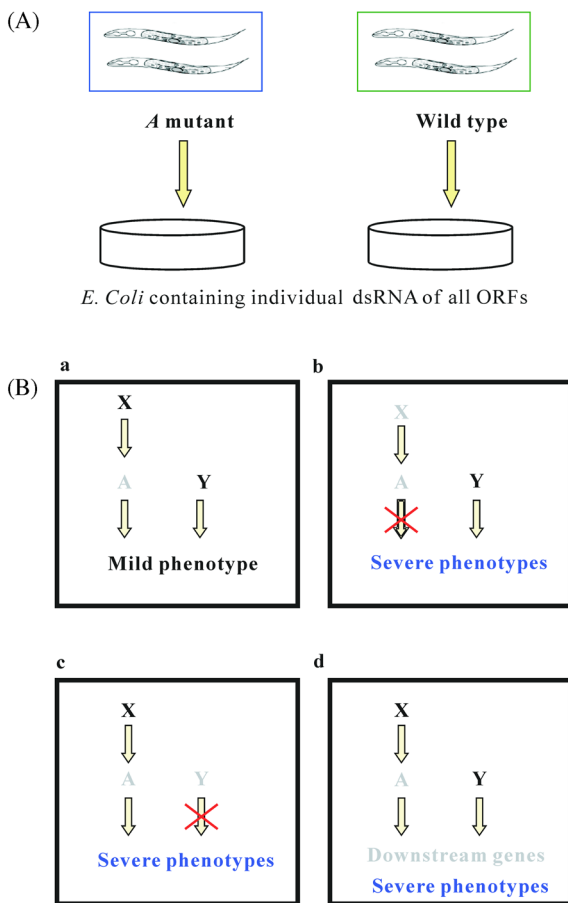 (A)
A mutant
Wild type
E. Coli containing individual dsRNA of all ORFs
(B)
a
X
A Y
Mild phenotype
b
X
A Y
Severe phenotypes
c
X
A Y
Severe phenotypes
d
X
A Y
Downstream genes
Severe phenotypes